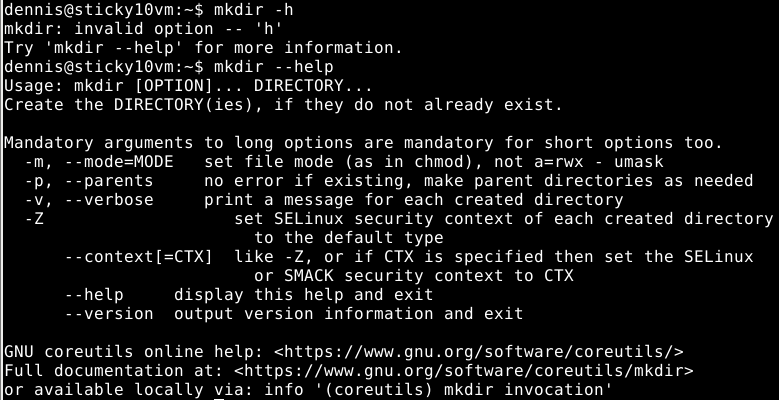 dennis@sticky10vm:~$ mkdir -h
mkdir: invalid option -- 'h'
Try 'mkdir --help' for more information.
dennis@sticky10vm:~$ mkdir --help
Usage: mkdir [OPTION]... DIRECTORY...
Create the DIRECTORY(ies), if they do not already exist.

Mandatory arguments to long options are mandatory for short options too.
  -m, --mode=MODE   set file mode (as in chmod), not a=rwx - umask
  -p, --parents     no error if existing, make parent directories as needed
  -v, --verbose     print a message for each created directory
  -Z                   set SELinux security context of each created directory
                         to the default type
      --context[=CTX]  like -Z, or if CTX is specified then set the SELinux
                         or SMACK security context to CTX
      --help     display this help and exit
      --version  output version information and exit

GNU coreutils online help: <https://www.gnu.org/software/coreutils/>
Full documentation at: <https://www.gnu.org/software/coreutils/mkdir>
or available locally via: info '(coreutils) mkdir invocation'